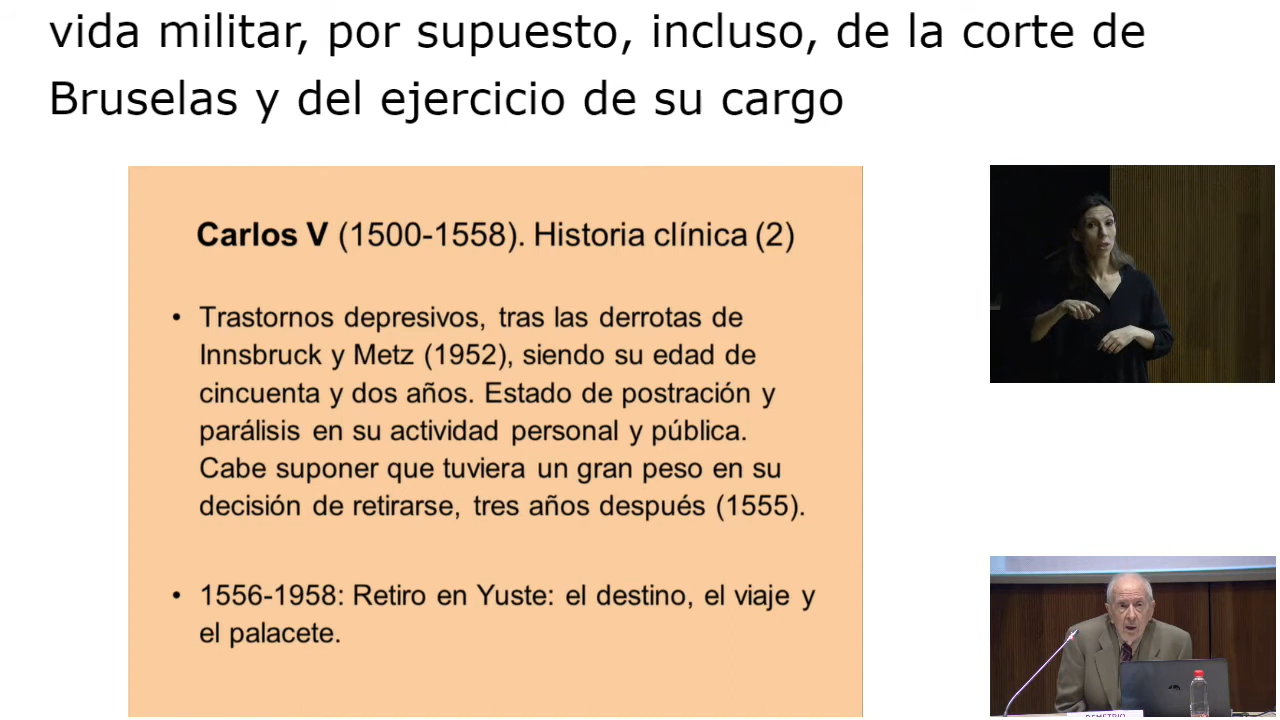 vida militar, por supuesto, incluso, de la corte de
Bruselas y del ejercicio de su cargo
Carlos V (1500-1558). Historia clínica (2)
• Trastornos depresivos, tras las derrotas de
Innsbruck y Metz (1952), siendo su edad de
cincuenta y dos años. Estado de postración y
parálisis en su actividad personal y pública.
Cabe suponer que tuviera un gran peso en su
decisión de retirarse, tres años después (1555).
• 1556-1958: Retiro en Yuste: el destino, el viaje y
el palacete.
DEMETRIO